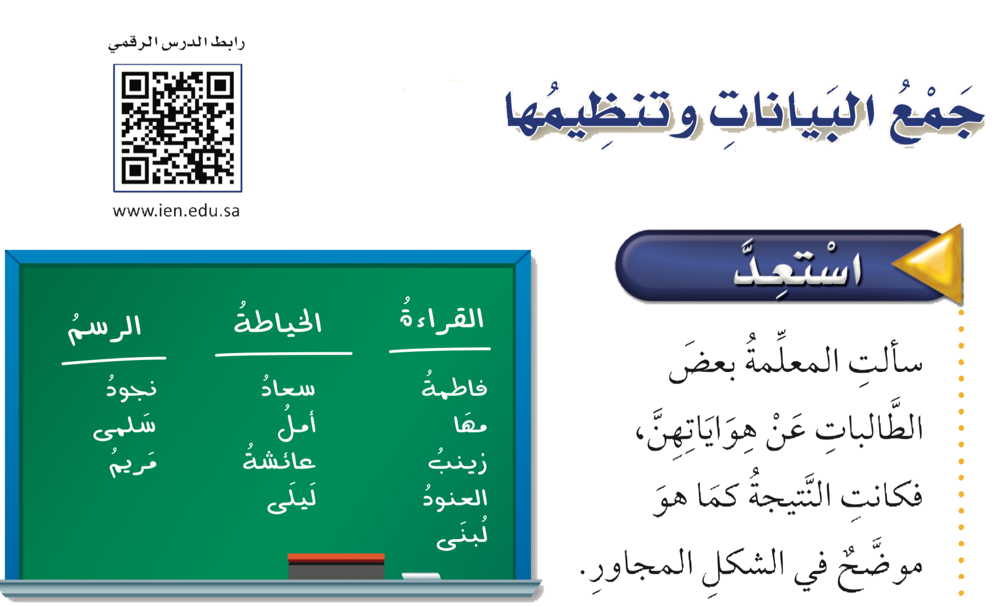 رابط الدرس الرقمي
جَمْعُ البَيانَاتِ وتنظِيمُها
www.ien.edu.sa
اسْتَعِدَّ
سألتِ المعلِّمةُ بعضَ
الطَّالباتِ عَنْ هِوَايَاتِهِنَّ،
فكانتِ النَّتيجةُ كمَا هوَ
موضَّحٌ في الشكلِ المجاورِ.
القراءةُ الخياطةُ الرسمُ
فاطمةُ سعادُ نجودُ
مهَا أملُ سَلمى
زينبُ عائشةُ مَريمُ
العنودُ لَيلَى
لُبنَى